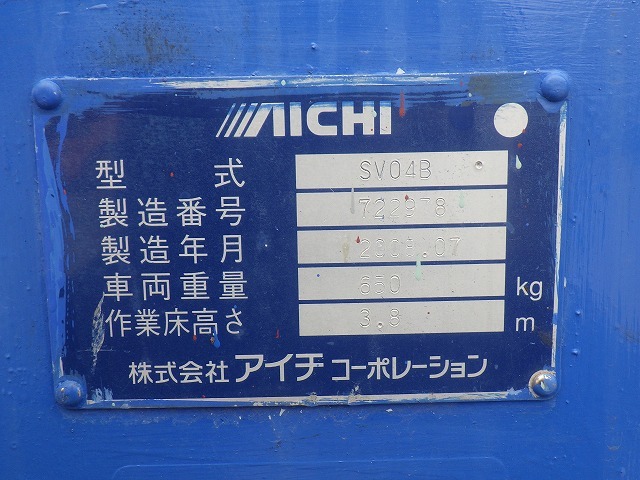 AICHI
型式 SV04B
製造番号 722978
製造年月
車両重量 650 kg
作業床高さ 3.8 m
株式会社 アイチ コーポレーション